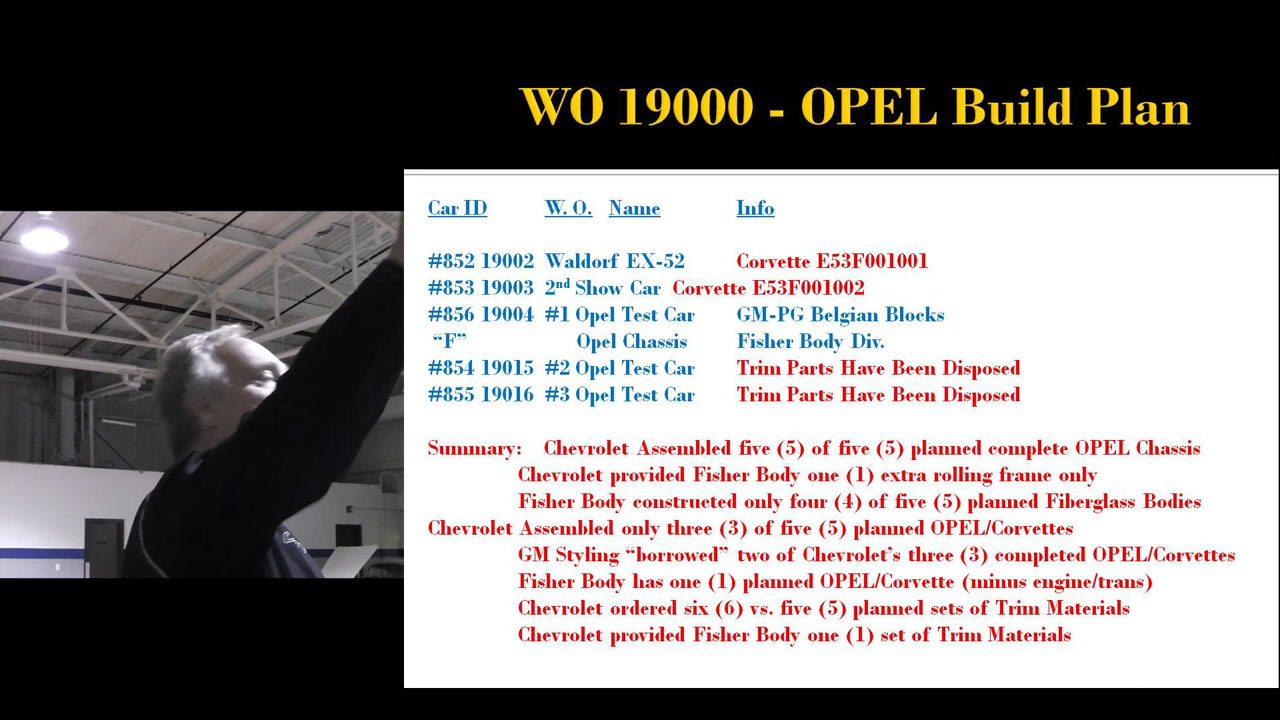 WO 19000 - OPEL Build Plan
Car ID W. O. Name Info
#852 19002 Waldorf EX-52 Corvette E53F001001
#853 19003 2nd Show Car Corvette E53F001002
#856 19004 #1 Opel Test Car GM-PG Belgian Blocks
“F” Opel Chassis Fisher Body Div.
#854 19015 #2 Opel Test Car Trim Parts Have Been Disposed
#855 19016 #3 Opel Test Car Trim Parts Have Been Disposed
Summary: Chevrolet Assembled five (5) of five (5) planned complete OPEL Chassis
Chevrolet provided Fisher Body one (1) extra rolling frame only
Fisher Body constructed only four (4) of five (5) planned Fiberglass Bodies
Chevrolet Assembled only three (3) of five (5) planned OPEL/Corvettes
GM Styling “borrowed” two of Chevrolet’s three (3) completed OPEL/Corvettes
Fisher Body has one (1) planned OPEL/Corvette (minus engine/trans)
Chevrolet ordered six (6) vs. five (5) planned sets of Trim Materials
Chevrolet provided Fisher Body one (1) set of Trim Materials